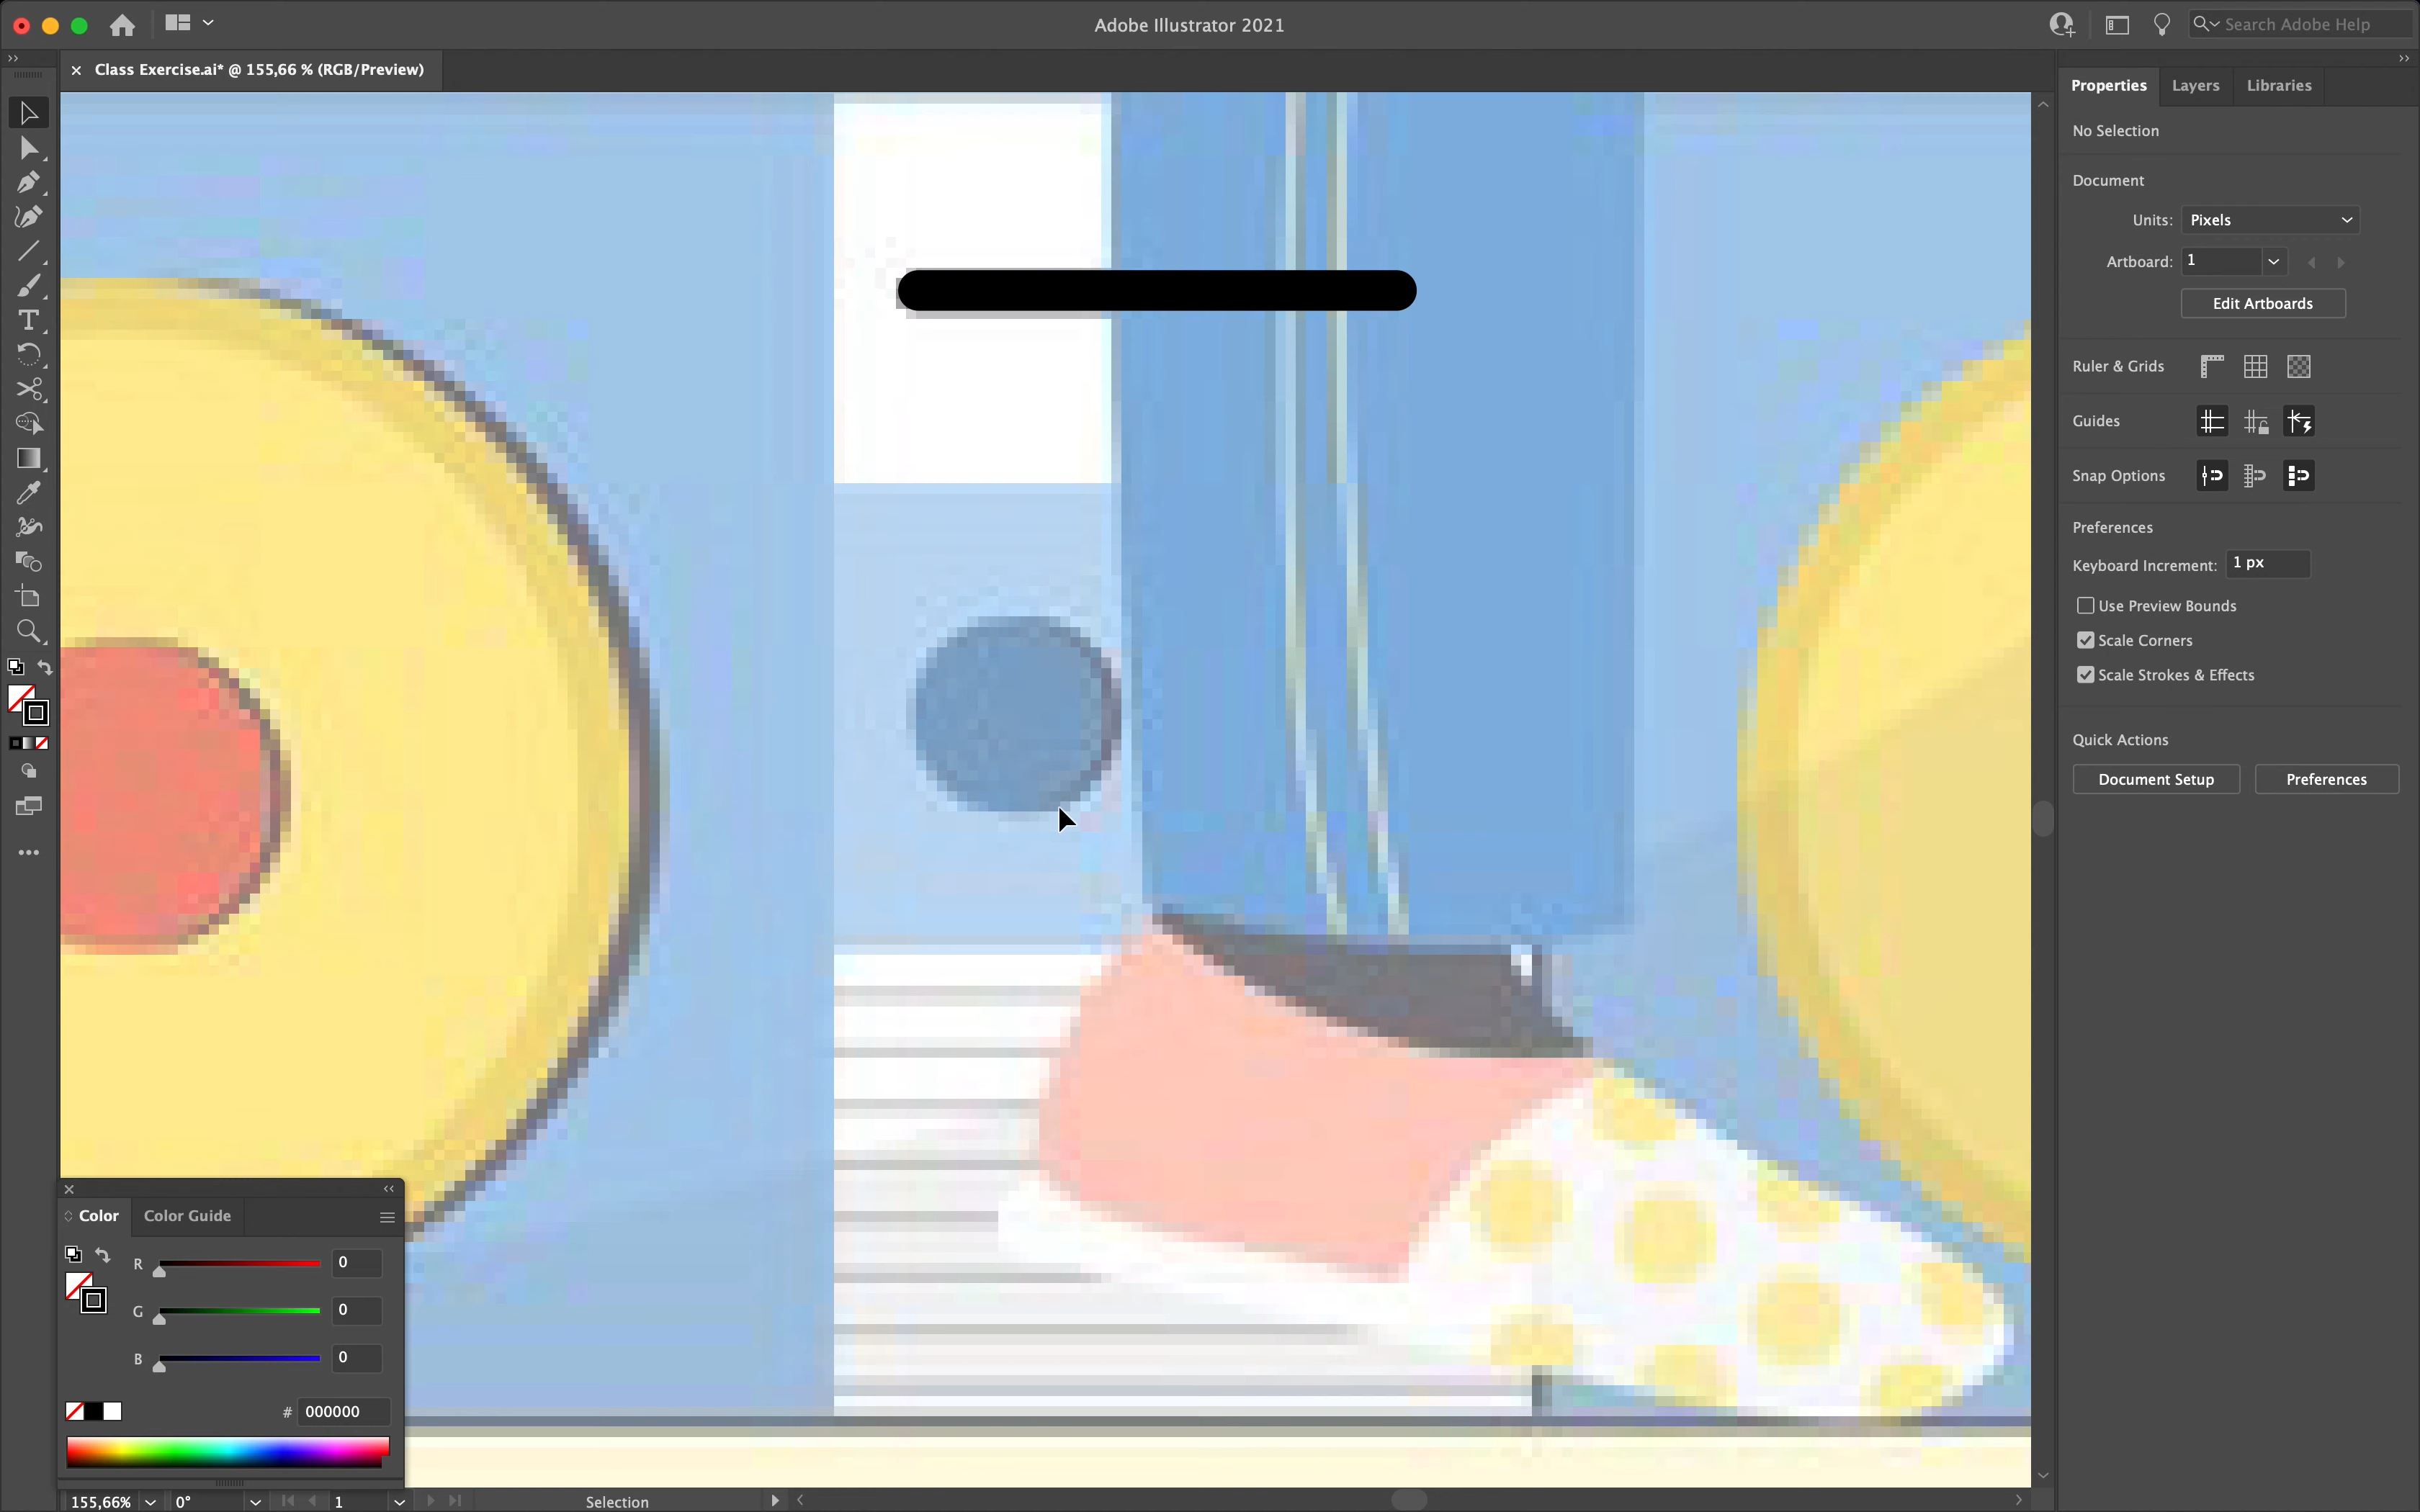 Adobe Illustrator 2021
Search Adobe Help
Class Exercise.ai* @ 155,66 % (RGB/Preview)
Properties Layers Libraries
No Selection
Document
Units: Pixels
Artboard: 1
Edit Artboards
Ruler & Grids
Guides
Snap Options
Preferences
Keyboard Increment: 1 px
Use Preview Bounds
Scale Corners
Scale Strokes & Effects
Quick Actions
Document Setup Preferences
Color Color Guide
R 0
G 0
B 0
# 000000
155,66% 0° 1 Selection